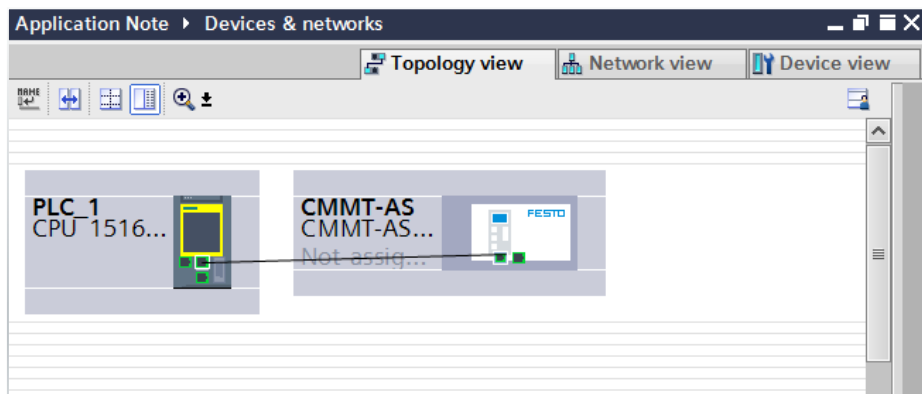 Application Note ▸ Devices & networks
Topology view
Network view
Device view
NAME
PLC_1
CPU 1516...
CMMT-AS
CMMT-AS...
Not assig...
FESTO